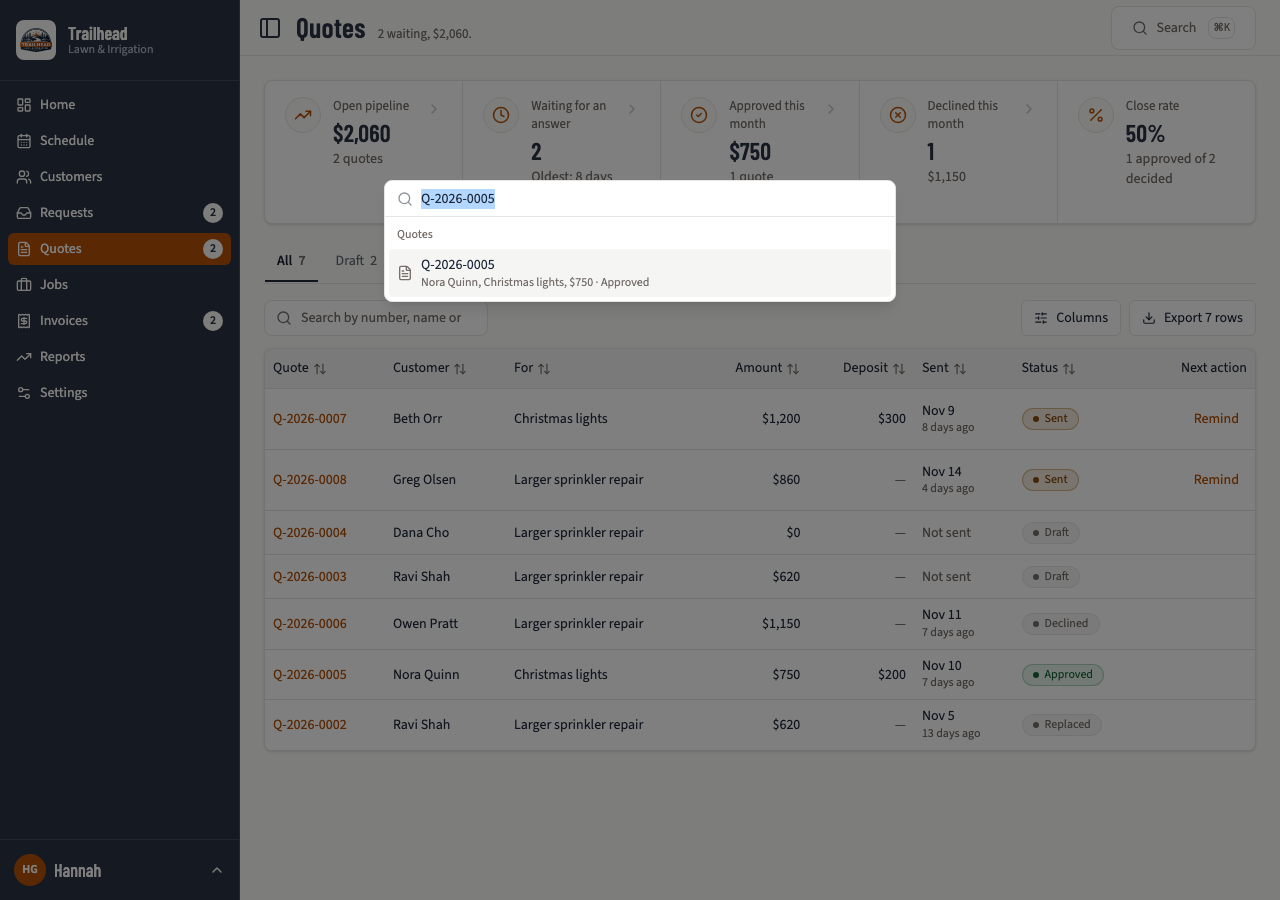 Trailhead
Lawn & Irrigation
Home
Schedule
Customers
Requests 2
Quotes 2
Jobs
Invoices 2
Reports
Settings
HG Hannah
Quotes 2 waiting, $2,060.
Search ⌘K
Open pipeline
$2,060
2 quotes
Waiting for an
answer
2
Oldest: 8 days
Approved this
month
$750
1 quote
Declined this
month
1
$1,150
Close rate
50%
1 approved of 2
decided
Q-2026-0005
Quotes
Q-2026-0005
Nora Quinn, Christmas lights, $750 · Approved
All 7 Draft 2
Search by number, name or
Columns Export 7 rows
Quote Customer For Amount Deposit Sent Status Next action
Q-2026-0007 Beth Orr Christmas lights $1,200 $300 Nov 9 Sent Remind
8 days ago
Q-2026-0008 Greg Olsen Larger sprinkler repair $860 — Nov 14 Sent Remind
4 days ago
Q-2026-0004 Dana Cho Larger sprinkler repair $0 — Not sent Draft
Q-2026-0003 Ravi Shah Larger sprinkler repair $620 — Not sent Draft
Q-2026-0006 Owen Pratt Larger sprinkler repair $1,150 — Nov 11 Declined
7 days ago
Q-2026-0005 Nora Quinn Christmas lights $750 $200 Nov 10 Approved
7 days ago
Q-2026-0002 Ravi Shah Larger sprinkler repair $620 — Nov 5 Replaced
13 days ago